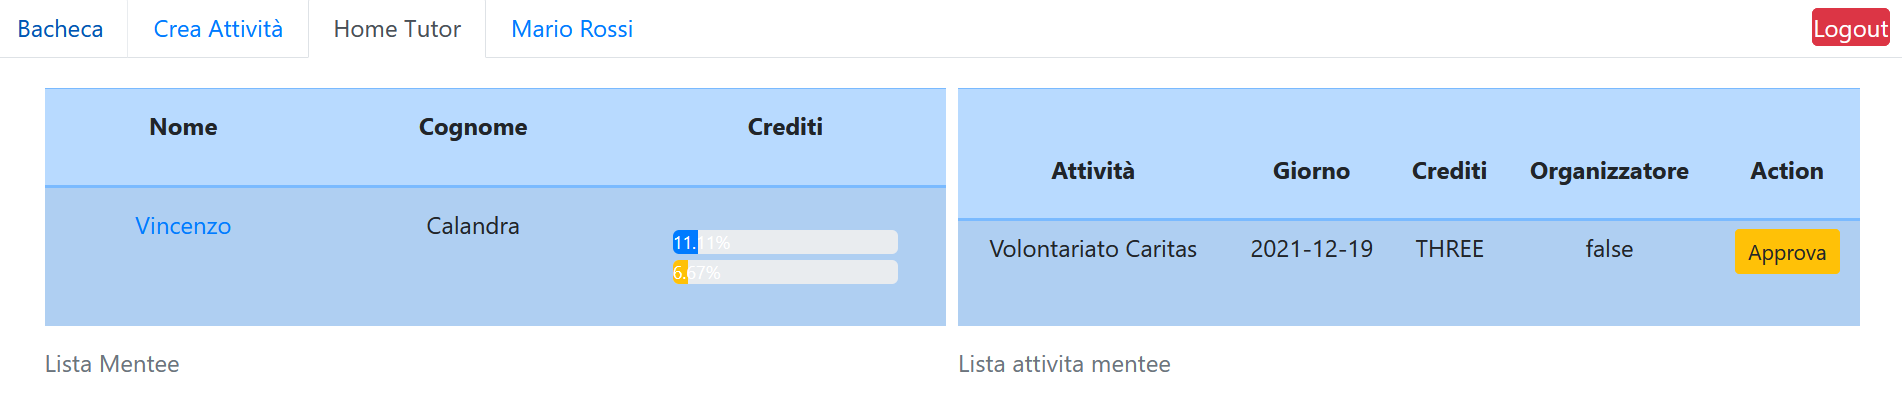 Bacheca Crea Attività Home Tutor Mario Rossi Logout
Nome Cognome Crediti
Vincenzo Calandra
11.11%
6.67%
Lista Mentee
Attività Giorno Crediti Organizzatore Action
Volontariato Caritas 2021-12-19 THREE false Approva
Lista attivita mentee